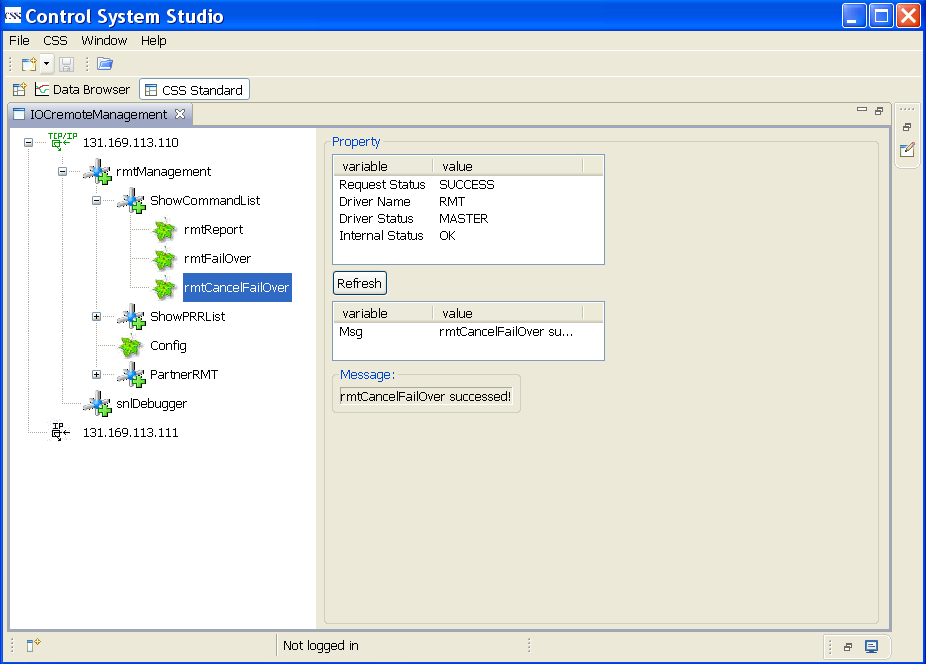 CSS Control System Studio
File CSS Window Help
Data Browser CSS Standard
IOCremoteManagement
TCP/IP 131.169.113.110
rmtManagement
ShowCommandList
rmtReport
rmtFailOver
rmtCancelFailOver
ShowPRRList
Config
PartnerRMT
snlDebugger
IP 131.169.113.111
Property
variable value
Request Status SUCCESS
Driver Name RMT
Driver Status MASTER
Internal Status OK
Refresh
variable value
Msg rmtCancelFailOver su...
Message:
rmtCancelFailOver successed!
Not logged in